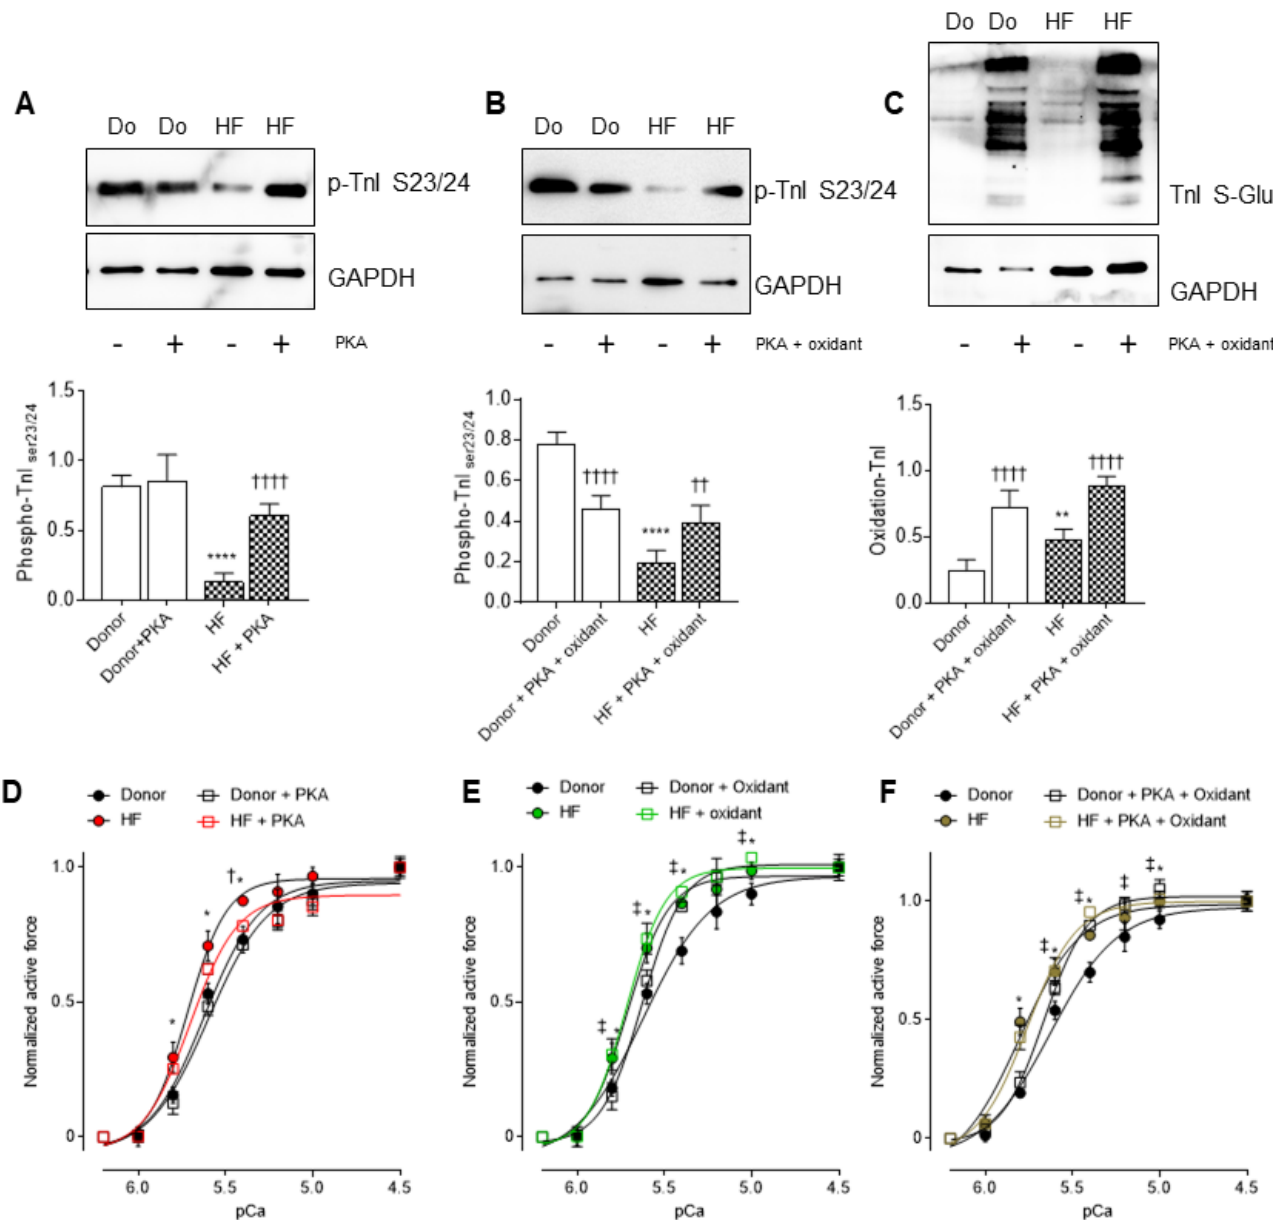 A
Do Do HF HF
p-TnI S23/24
GAPDH
- + - + PKA
1.5
1.0
0.5
0.0
Phospho-TnI ser23/24
††††
****
Donor
Donor+PKA
HF
HF + PKA
B
Do Do HF HF
p-TnI S23/24
GAPDH
- + - + PKA + oxidant
1.0
0.8
0.6
0.4
0.2
0.0
Phospho-TnI ser23/24
††††
****
††
Donor
Donor + PKA + oxidant
HF
HF + PKA + oxidant
C
Do Do HF HF
TnI S-Glu
GAPDH
- + - + PKA + oxidant
1.5
1.0
0.5
0.0
Oxidation-TnI
††††
**
††††
Donor
Donor + PKA + oxidant
HF
HF + PKA + oxidant
D
Donor Donor + PKA
HF HF + PKA
1.0
0.5
0
Normalized active force
*
*
†*
6.0 5.5 5.0 4.5
pCa
E
Donor Donor + Oxidant
HF HF + oxidant
1.0
0.5
0
Normalized active force
‡*
‡*
‡*
‡*
6.0 5.5 5.0 4.5
pCa
F
Donor Donor + PKA + Oxidant
HF HF + PKA + Oxidant
1.0
0.5
0
Normalized active force
*
‡*
‡*
‡
‡*
6.0 5.5 5.0 4.5
pCa